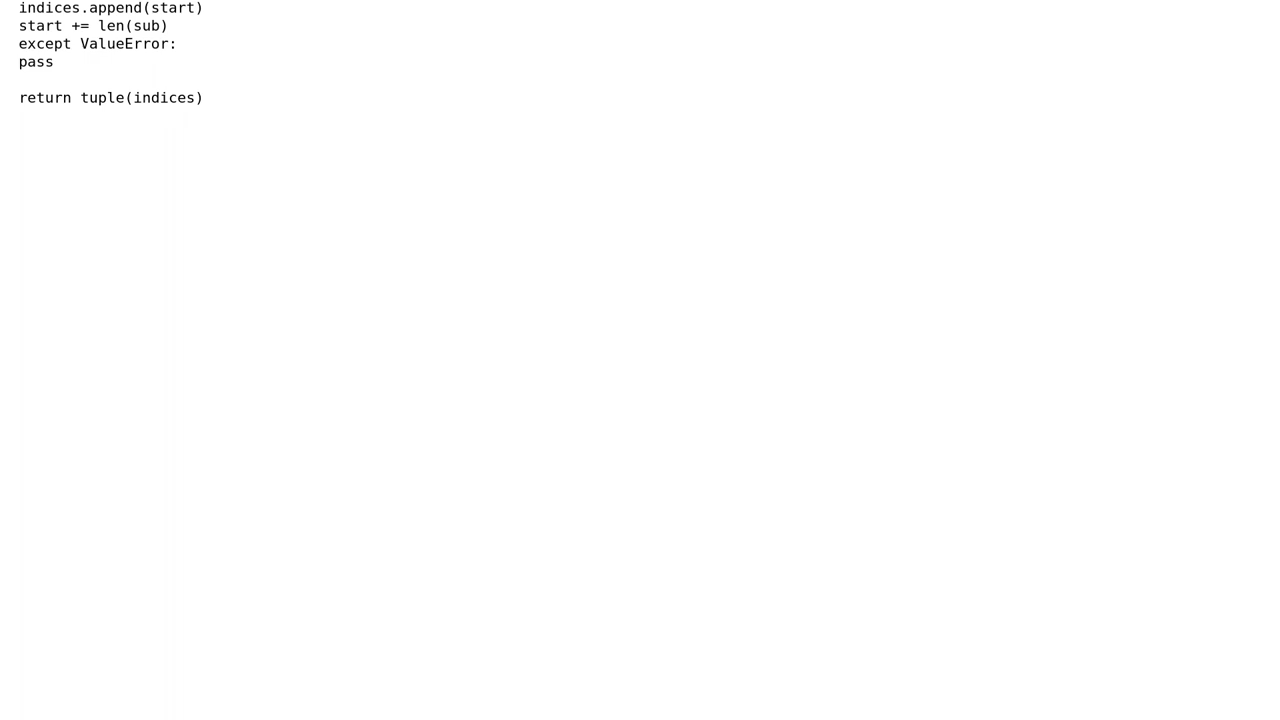 indices.append(start)
start += len(sub)
except ValueError:
pass

return tuple(indices)